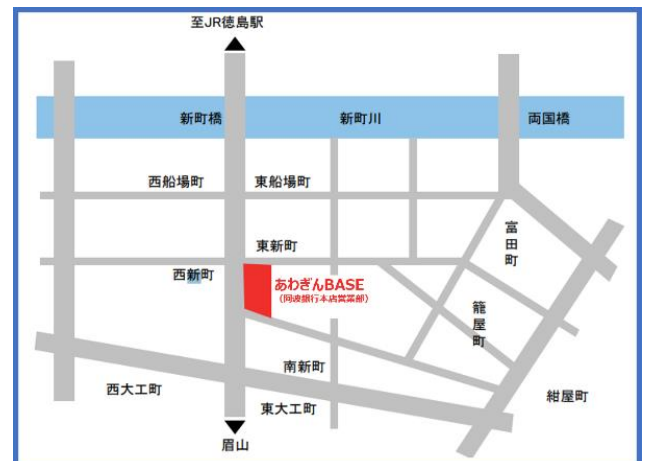 至JR徳島駅
新町橋
新町川
両国橋
西船場町
東船場町
富田町
東新町
西新町
あわぎんBASE
(阿波銀行本店営業部)
籠屋町
南新町
西大工町
東大工町
紺屋町
眉山